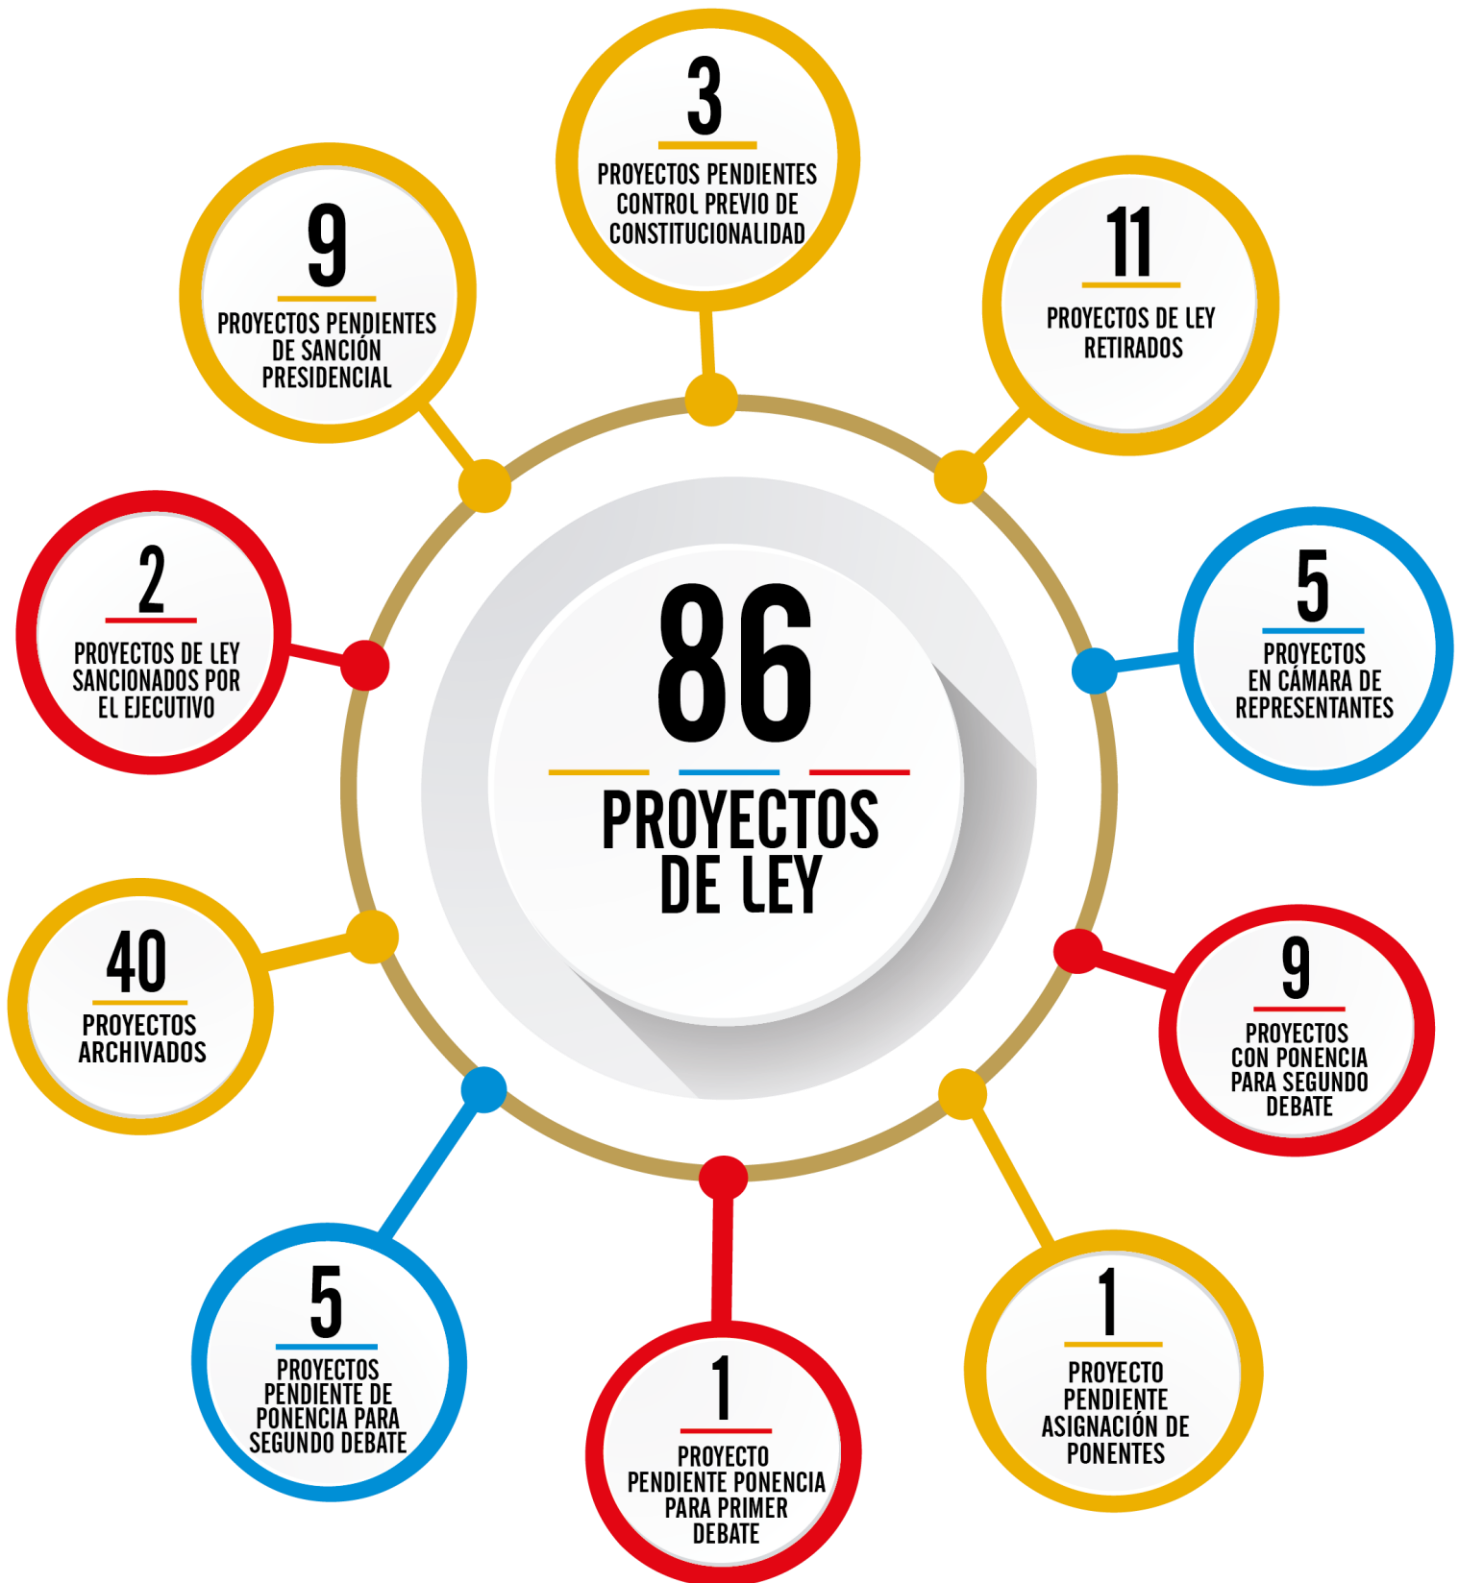 3
PROYECTOS PENDIENTES
CONTROL PREVIO DE
CONSTITUCIONALIDAD
9
PROYECTOS PENDIENTES
DE SANCIÓN
PRESIDENCIAL
11
PROYECTOS DE LEY
RETIRADOS
2
PROYECTOS DE LEY
SANCIONADOS POR
EL EJECUTIVO
5
PROYECTOS
EN CÁMARA DE
REPRESENTANTES
86
PROYECTOS
DE LEY
40
PROYECTOS
ARCHIVADOS
9
PROYECTOS
CON PONENCIA
PARA SEGUNDO
DEBATE
5
PROYECTOS
PENDIENTE DE
PONENCIA PARA
SEGUNDO DEBATE
1
PROYECTO
PENDIENTE PONENCIA
PARA PRIMER
DEBATE
1
PROYECTO
PENDIENTE
ASIGNACIÓN DE
PONENTES